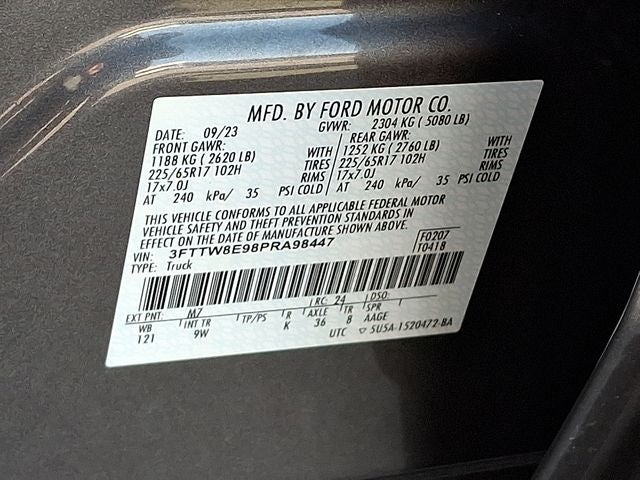 MFD. BY FORD MOTOR CO.
DATE: 09/23 GVWR: 2304 KG ( 5080 LB)
FRONT GAWR: REAR GAWR:
1188 KG ( 2620 LB) WITH 1252 KG ( 2760 LB) WITH
225/65R17 102H TIRES 225/65R17 102H TIRES
17x7.0J RIMS 17x7.0J RIMS
AT 240 kPa/ 35 PSI COLD AT 240 kPa/ 35 PSI COLD
THIS VEHICLE CONFORMS TO ALL APPLICABLE FEDERAL MOTOR
VEHICLE SAFETY AND THEFT PREVENTION STANDARDS IN
EFFECT ON THE DATE OF MANUFACTURE SHOWN ABOVE.
VIN: 3FTTW8E98PRA98447 F0207
TYPE: Truck T0418
EXT PNT: M7 RC: 24 DSO:
WB INT TR TP/PS R AXLE TR SPR
121 9W K 36 8 AAGE
UTC ▽ 5U5A-1520472-BA